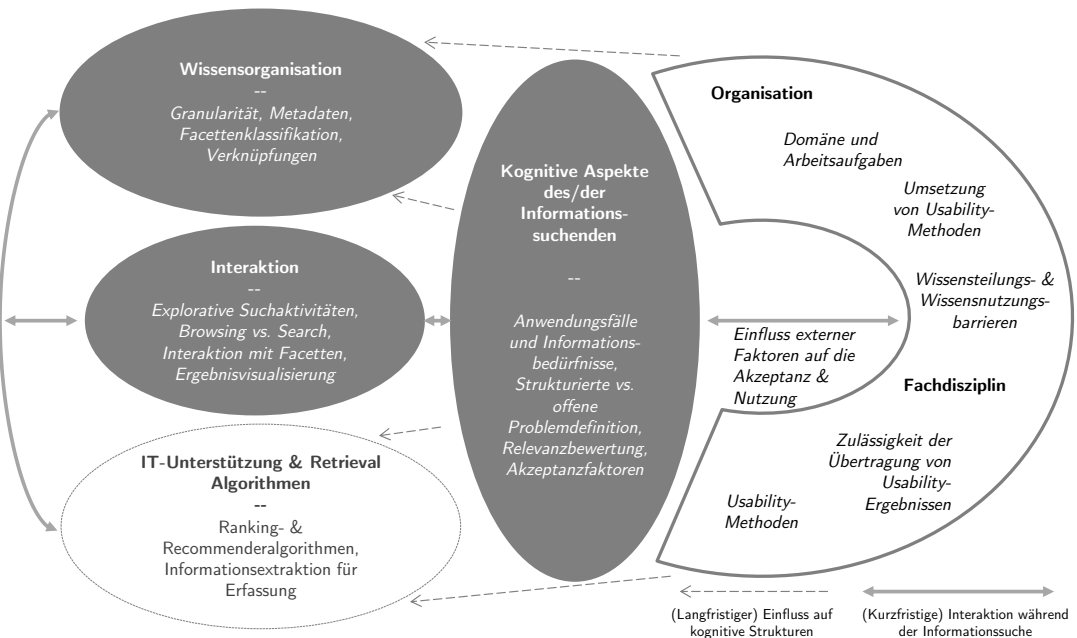 Wissensorganisation
--
Granularität, Metadaten,
Facettenklassifikation,
Verknüpfungen
Interaktion
--
Explorative Suchaktivitäten,
Browsing vs. Search,
Interaktion mit Facetten,
Ergebnisvisualisierung
IT-Unterstützung & Retrieval
Algorithmen
--
Ranking- &
Recommenderalgorithmen,
Informationsextraktion für
Erfassung
Kognitive Aspekte
des/der
Informations-
suchenden
--
Anwendungsfälle
und Informations-
bedürfnisse,
Strukturierte vs.
offene
Problemdefinition,
Relevanzbewertung,
Akzeptanzfaktoren
Organisation
Domäne und
Arbeitsaufgaben
Umsetzung
von Usability-
Methoden
Wissensteilungs- &
Wissensnutzungs-
barrieren
Einfluss externer
Faktoren auf die
Akzeptanz &
Nutzung
Fachdisziplin
Zulässigkeit der
Übertragung von
Usability-
Ergebnissen
Usability-
Methoden
(Langfristiger) Einfluss auf
kognitive Strukturen
(Kurzfristige) Interaktion während
der Informationssuche